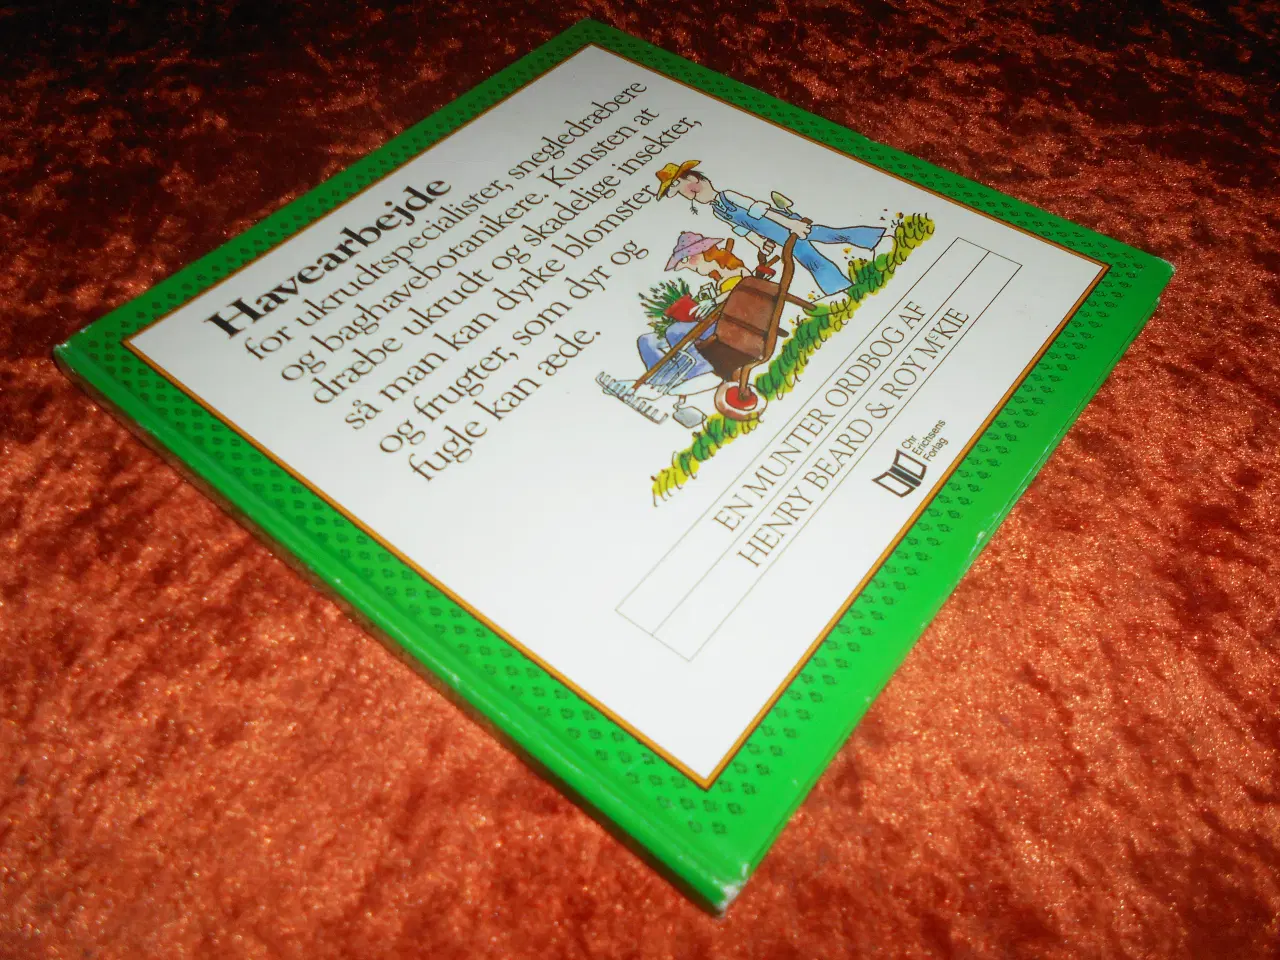 Havearbejde
for ukrudtspecialister, snegledræbere
og baghavebotanikere, Kunsten at
dræbe ukrudt og skadelige insekter,
så man kan dyrke blomster
og frugter, som dyr og
fugle kan æde.
EN MUNTER ORDBOG AF
HENRY BEARD & ROY McKIE
Chr
Erichsens
Forlag